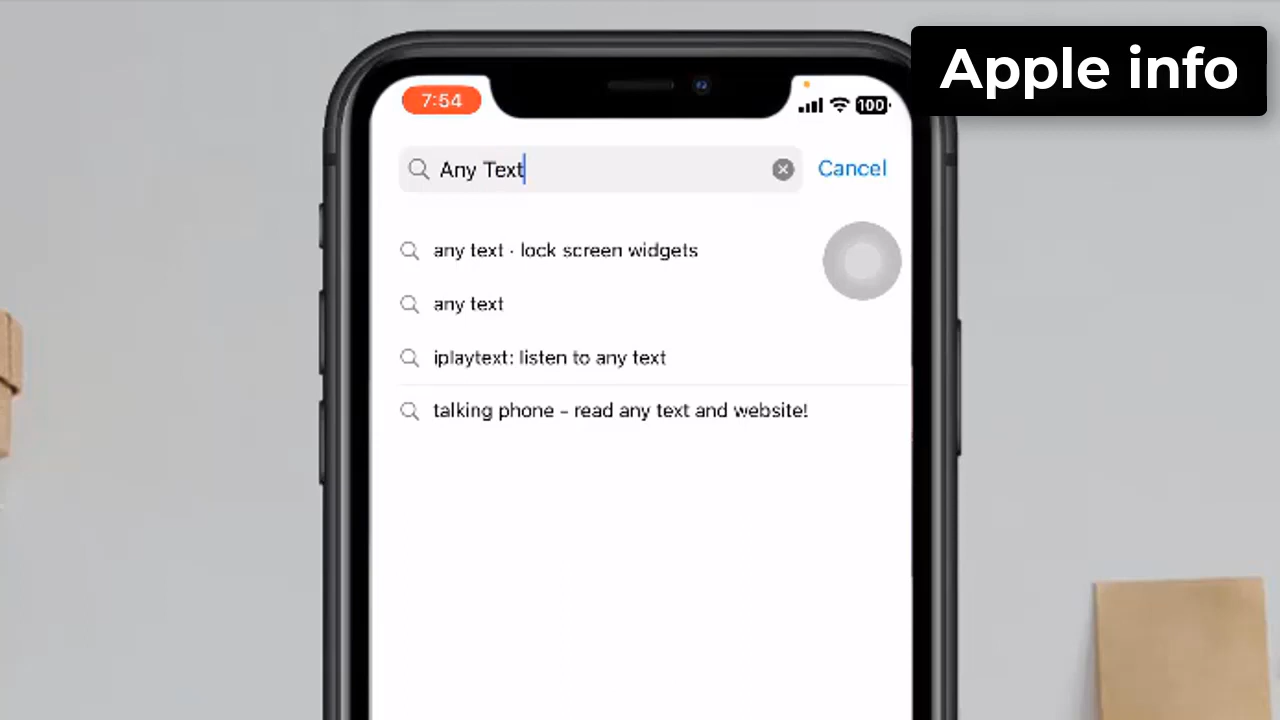 Apple info
7:54
100
Any Text
Cancel
any text · lock screen widgets
any text
iplaytext: listen to any text
talking phone – read any text and website!